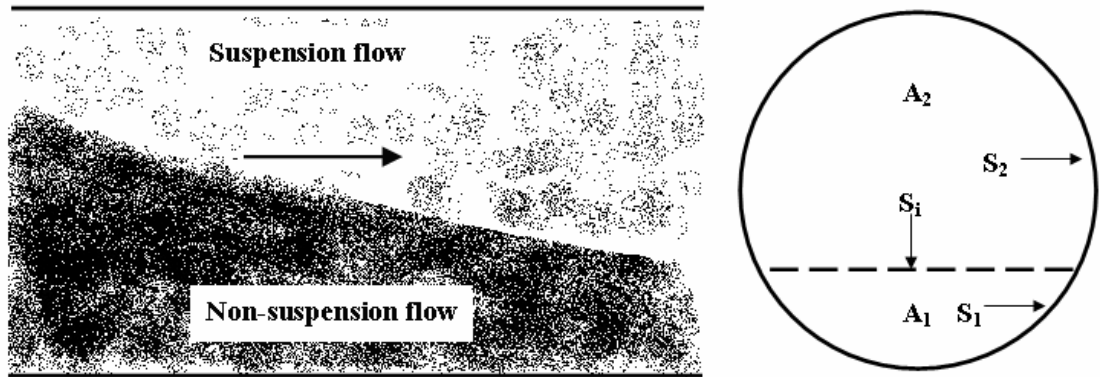 Suspension flow
Non-suspension flow
A₂
S₂
Sᵢ
A₁ S₁